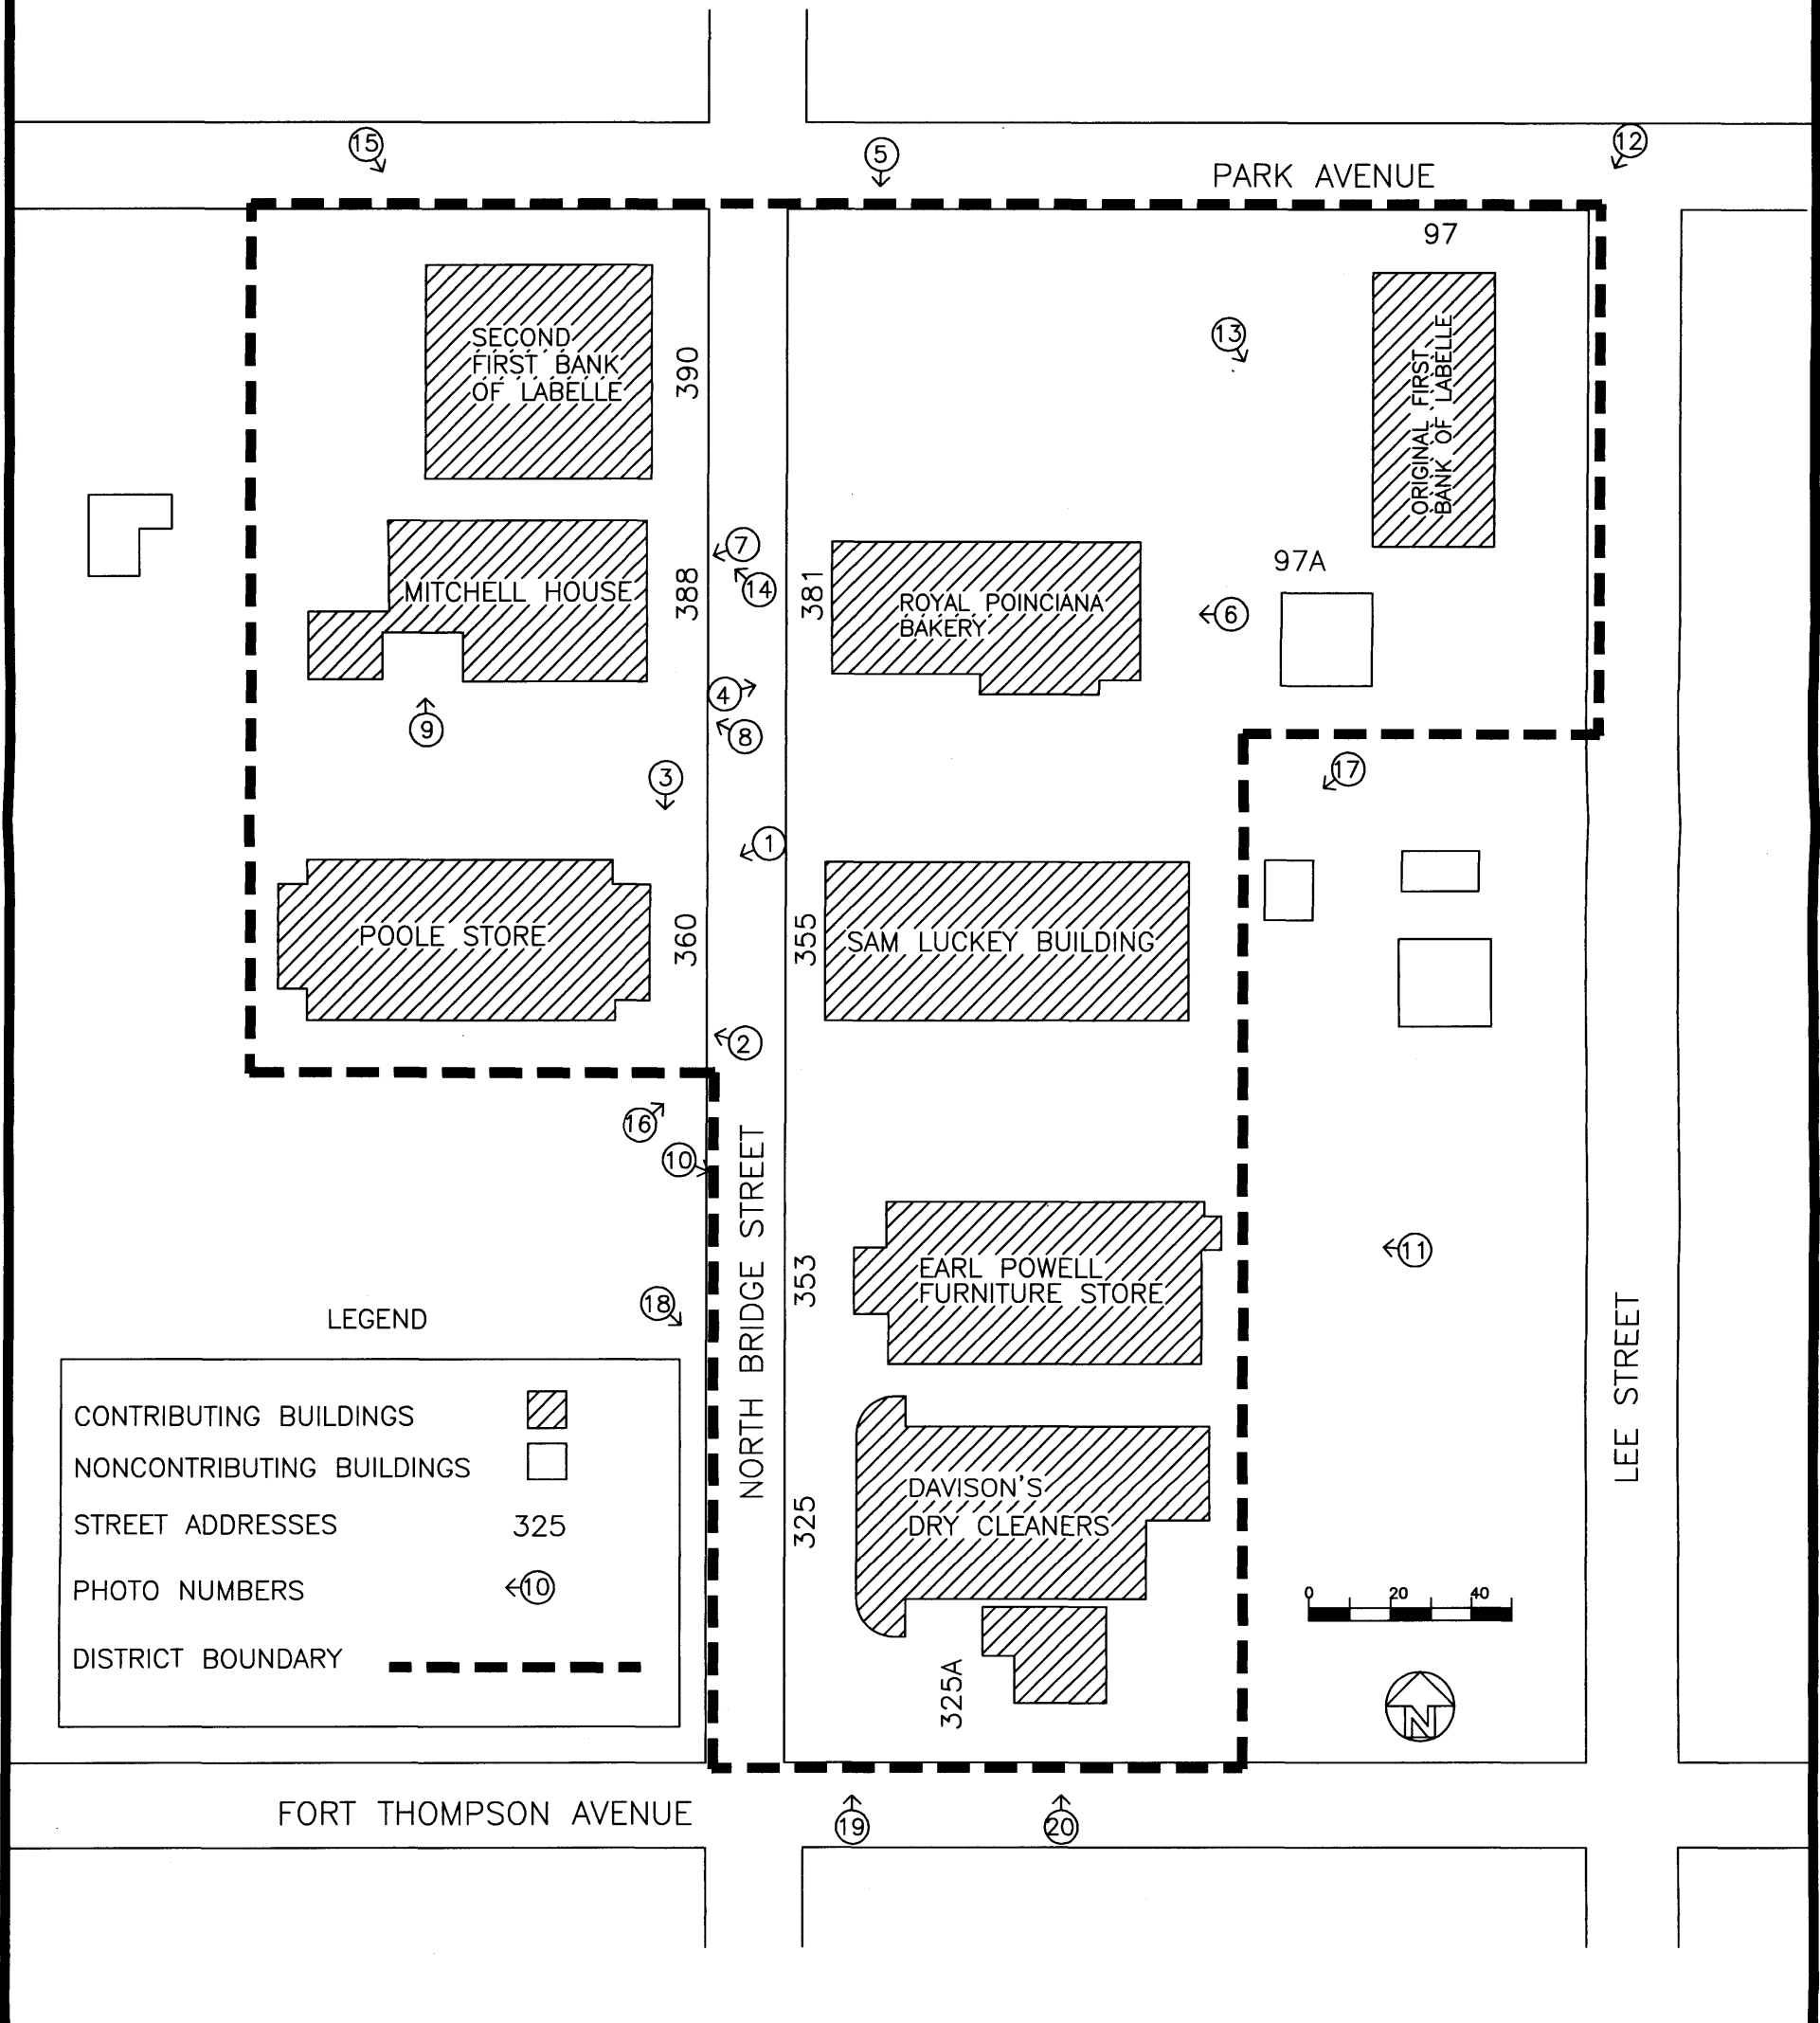 15
5
12
PARK AVENUE
97
SECOND
FIRST BANK
OF LABELLE
390
13
ORIGINAL FIRST
BANK OF LABELLE
7
14
97A
MITCHELL HOUSE
388
381
ROYAL POINCIANA
BAKERY
6
4
8
9
3
17
1
POOLE STORE
360
355
SAM LUCKEY BUILDING
2
16
10
NORTH BRIDGE STREET
11
353
EARL POWELL
FURNITURE STORE
18
LEE STREET
LEGEND
CONTRIBUTING BUILDINGS
NONCONTRIBUTING BUILDINGS
STREET ADDRESSES 325
PHOTO NUMBERS 10
DISTRICT BOUNDARY
325
DAVISON'S
DRY CLEANERS
0 20 40
325A
N
FORT THOMPSON AVENUE
19
20